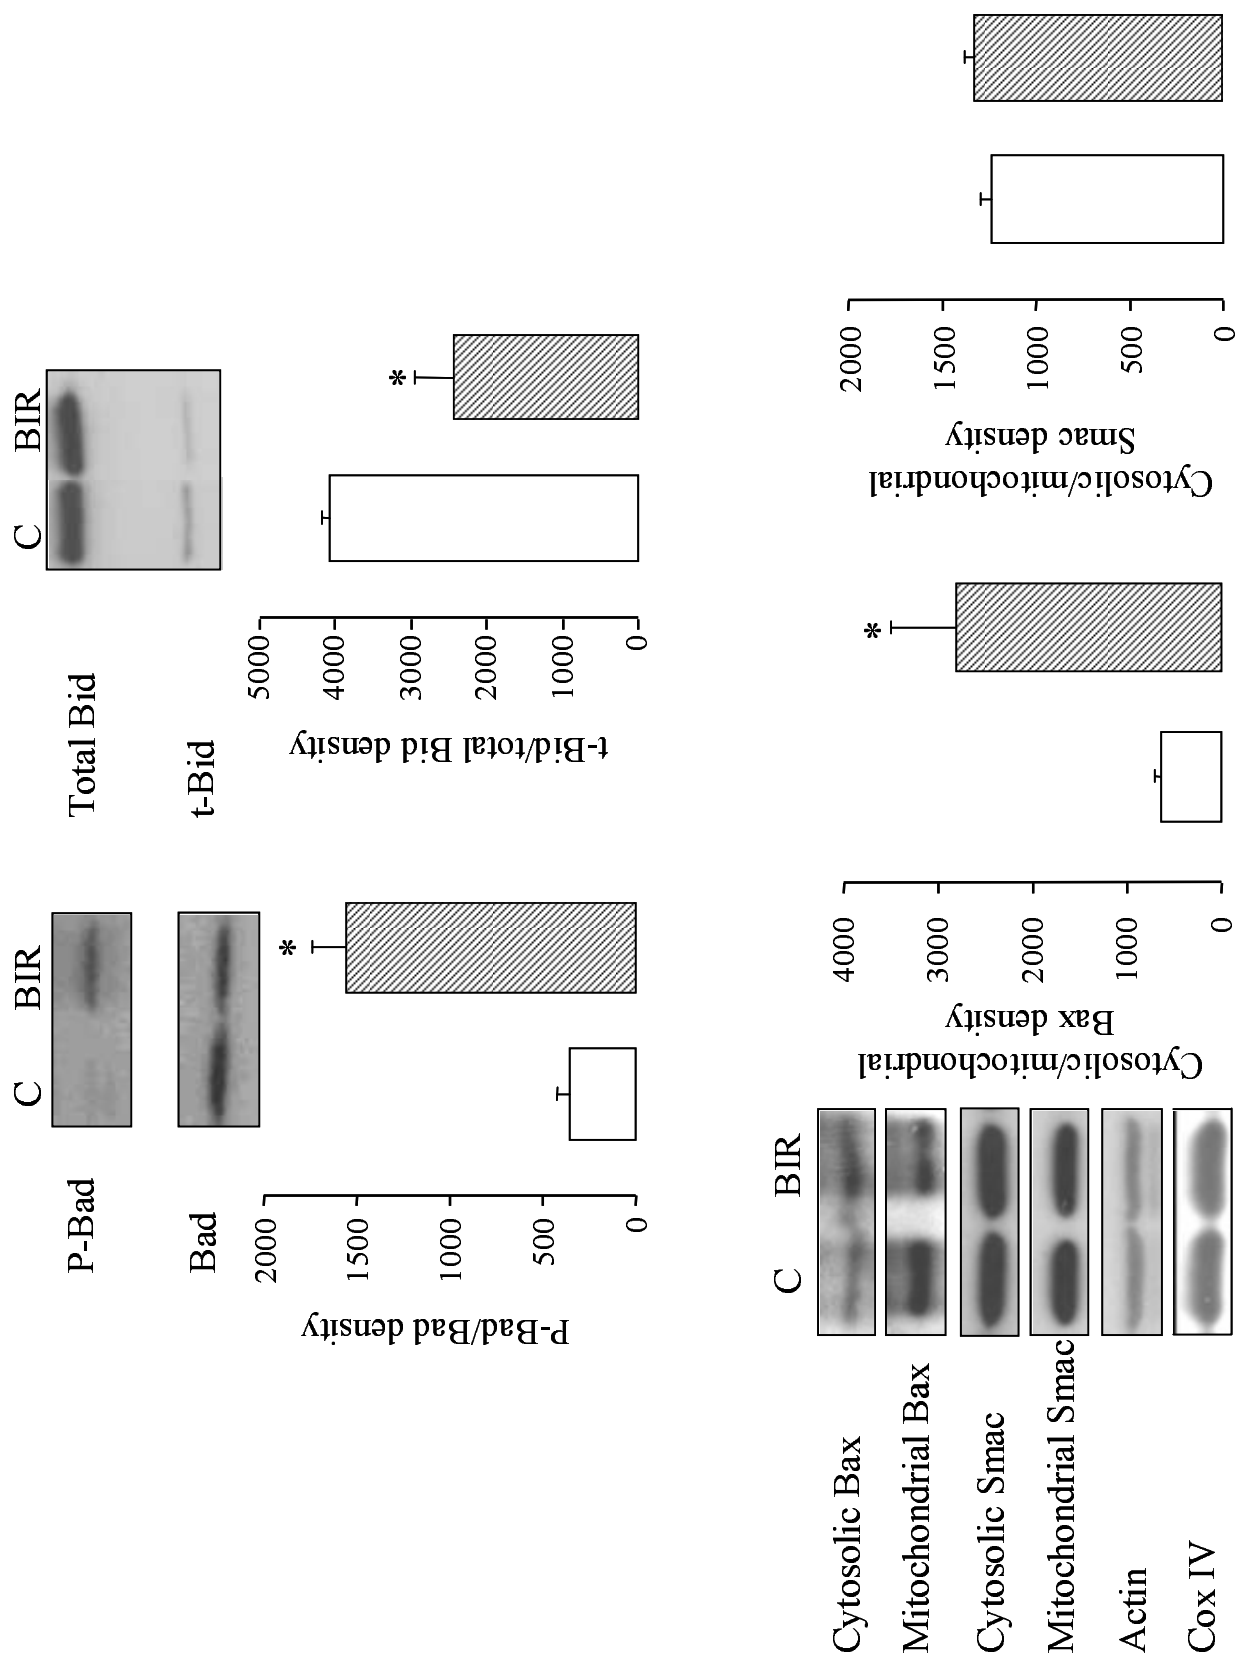 C BIR
P-Bad
Bad
P-Bad/Bad density
2000
1500
1000
500
0
*
C BIR
Total Bid
t-Bid
t-Bid/total Bid density
5000
4000
3000
2000
1000
0
*
C BIR
Cytosolic Bax
Mitochondrial Bax
Cytosolic Smac
Mitochondrial Smac
Actin
Cox IV
Cytosolic/mitochondrial
Bax density
4000
3000
2000
1000
0
*
Cytosolic/mitochondrial
Smac density
2000
1500
1000
500
0